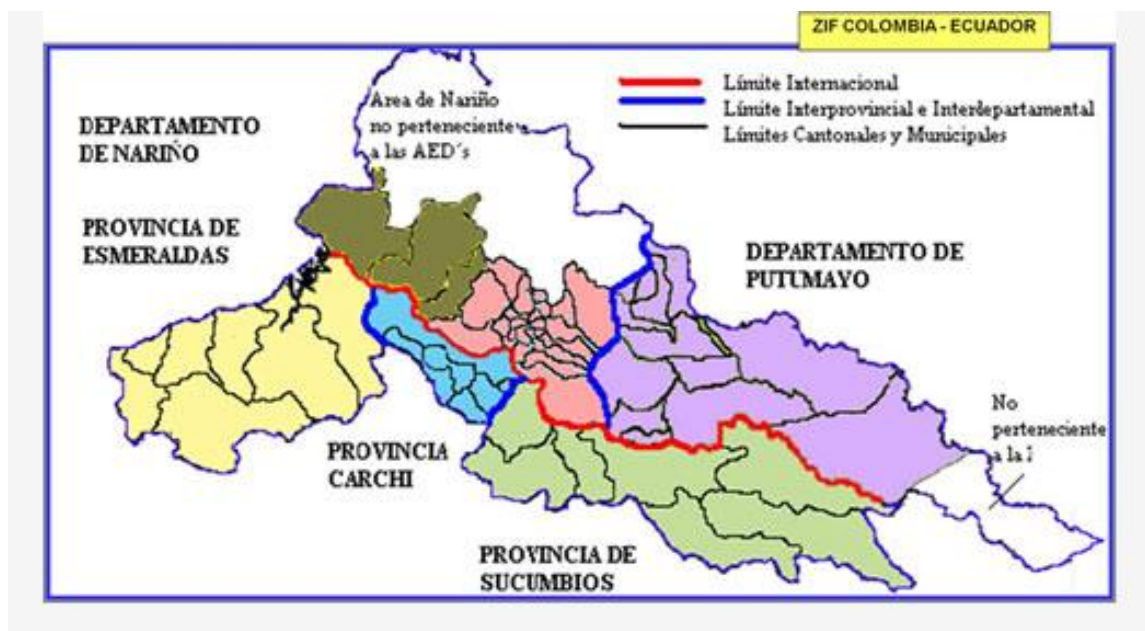 ZIF COLOMBIA - ECUADOR
Límite Internacional
Límite Interprovincial e Interdepartamental
Límites Cantonales y Municipales
Area de Nariño
no perteneciente
a las AED´s
DEPARTAMENTO
DE NARIÑO
PROVINCIA DE
ESMERALDAS
DEPARTAMENTO DE
PUTUMAYO
No
perteneciente
a la
PROVINCIA
CARCHI
PROVINCIA DE
SUCUMBIOS